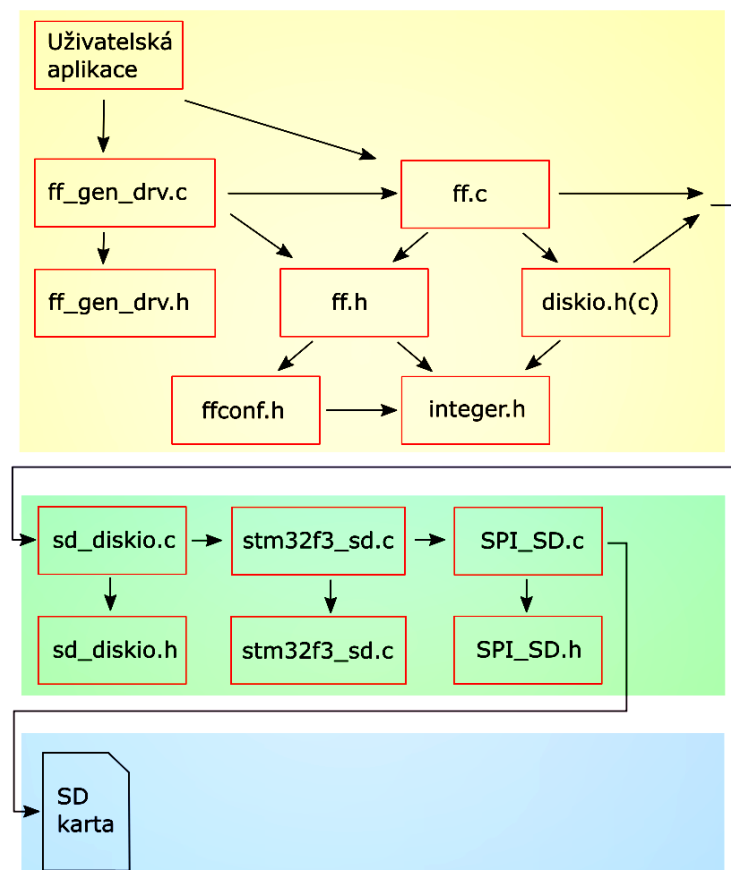 Uživatelská
aplikace
ff_gen_drv.c
ff.c
ff_gen_drv.h
ff.h
diskio.h(c)
ffconf.h
integer.h
sd_diskio.c
stm32f3_sd.c
SPI_SD.c
sd_diskio.h
stm32f3_sd.c
SPI_SD.h
SD
karta